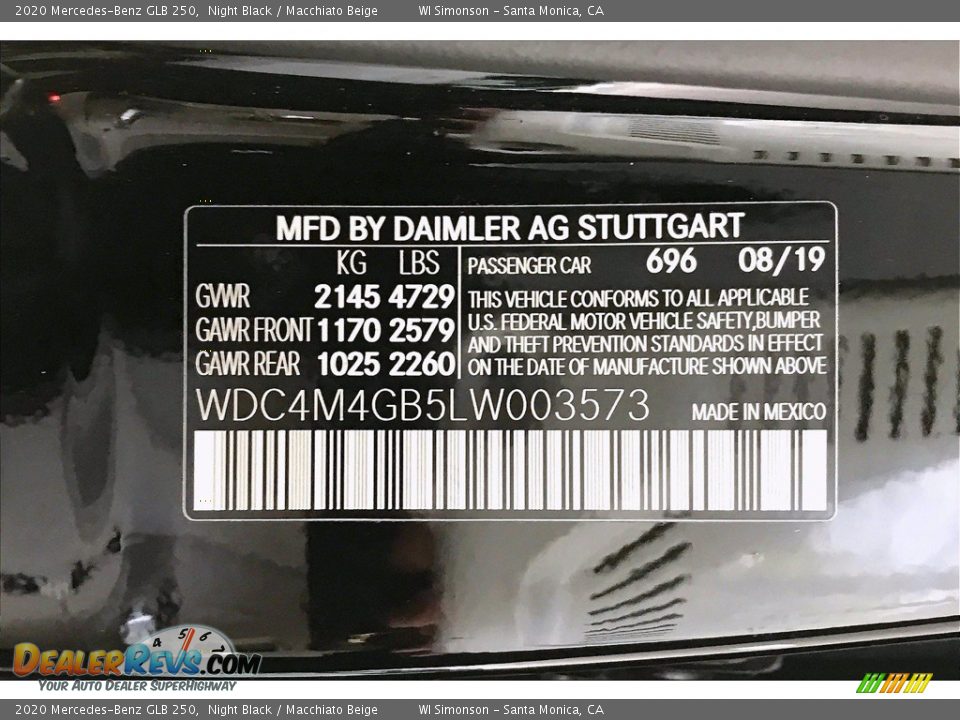 2020 Mercedes-Benz GLB 250, Night Black / Macchiato Beige WI Simonson - Santa Monica, CA
MFD BY DAIMLER AG STUTTGART
KG LBS
GVWR 2145 4729
GAWR FRONT 1170 2579
GAWR REAR 1025 2260
PASSENGER CAR 696 08/19
THIS VEHICLE CONFORMS TO ALL APPLICABLE
U.S. FEDERAL MOTOR VEHICLE SAFETY,BUMPER
AND THEFT PREVENTION STANDARDS IN EFFECT
ON THE DATE OF MANUFACTURE SHOWN ABOVE
WDC4M4GB5LW003573 MADE IN MEXICO
4 5 6
DEALERREVS.COM
YOUR AUTO DEALER SUPERHIGHWAY
2020 Mercedes-Benz GLB 250, Night Black / Macchiato Beige WI Simonson - Santa Monica, CA